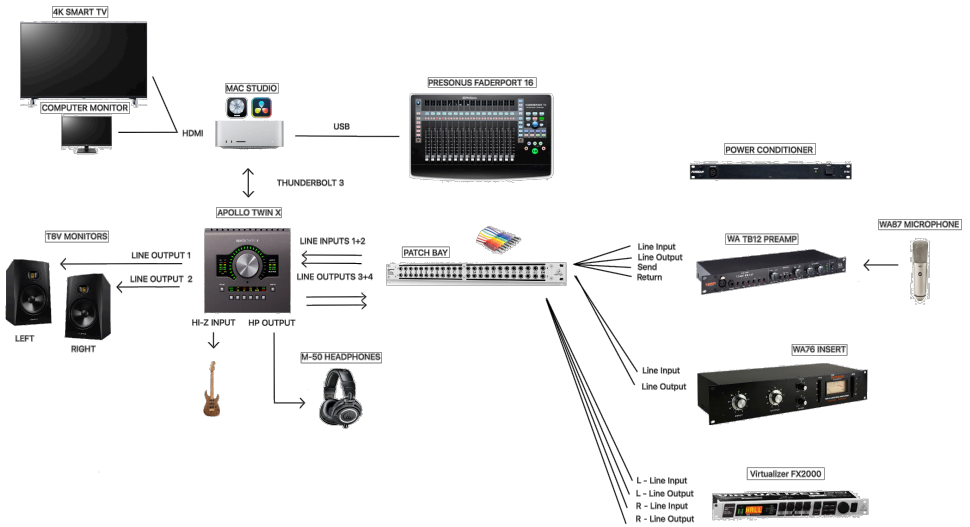 4K SMART TV
COMPUTER MONITOR
HDMI
MAC STUDIO
USB
PRESONUS FADERPORT 16
THUNDERBOLT 3
POWER CONDITIONER
APOLLO TWIN X
T8V MONITORS
LINE OUTPUT 1
LINE OUTPUT 2
LEFT
RIGHT
LINE INPUTS 1+2
LINE OUTPUTS 3+4
HI-Z INPUT
HP OUTPUT
M-50 HEADPHONES
PATCH BAY
Line Input
Line Output
Send
Return
WA TB12 PREAMP
WA87 MICROPHONE
WA76 INSERT
Line Input
Line Output
Virtualizer FX2000
L - Line Input
L - Line Output
R - Line Input
R - Line Output
VIRTUALIZER